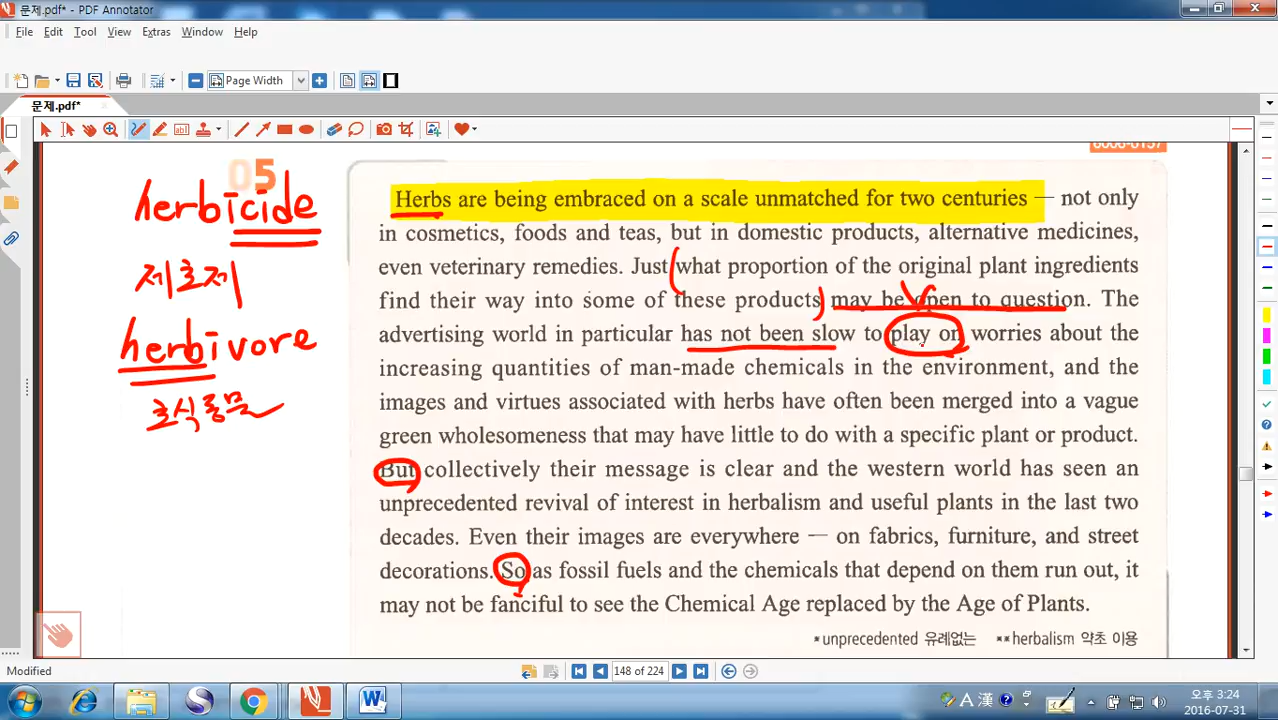 문제.pdf* - PDF Annotator
File Edit Tool View Extras Window Help
Page Width
문제.pdf*
6006-0157
05
herbicide
제초제
herbivore
초식동물
Herbs are being embraced on a scale unmatched for two centuries — not only
in cosmetics, foods and teas, but in domestic products, alternative medicines,
even veterinary remedies. Just what proportion of the original plant ingredients
find their way into some of these products may be open to question. The
advertising world in particular has not been slow to play on worries about the
increasing quantities of man-made chemicals in the environment, and the
images and virtues associated with herbs have often been merged into a vague
green wholesomeness that may have little to do with a specific plant or product.
But collectively their message is clear and the western world has seen an
unprecedented revival of interest in herbalism and useful plants in the last two
decades. Even their images are everywhere — on fabrics, furniture, and street
decorations. So as fossil fuels and the chemicals that depend on them run out, it
may not be fanciful to see the Chemical Age replaced by the Age of Plants.
*unprecedented 유례없는 **herbalism 약초 이용
Modified
148 of 224
A 漢
오후 3:24
2016-07-31